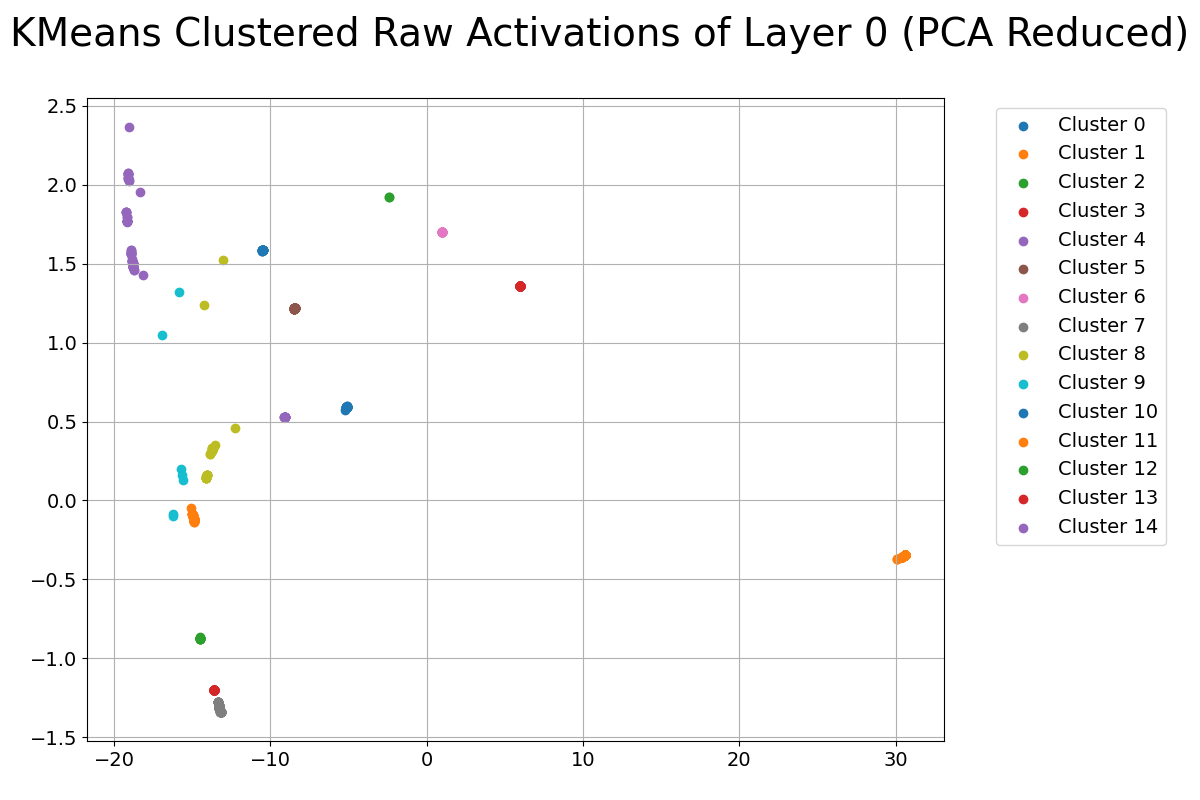 KMeans Clustered Raw Activations of Layer 0 (PCA Reduced)
2.5
2.0
1.5
1.0
0.5
0.0
−0.5
−1.0
−1.5
−20
−10
0
10
20
30
Cluster 0
Cluster 1
Cluster 2
Cluster 3
Cluster 4
Cluster 5
Cluster 6
Cluster 7
Cluster 8
Cluster 9
Cluster 10
Cluster 11
Cluster 12
Cluster 13
Cluster 14